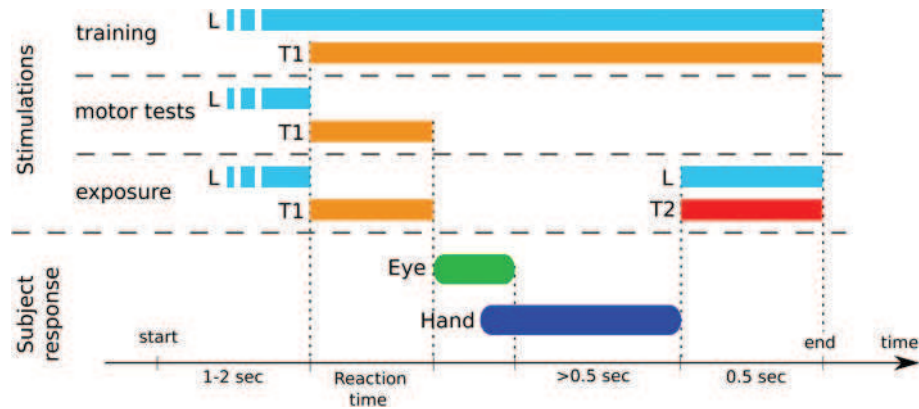 Stimulations
training
L
T1
motor tests
L
T1
exposure
L
T1
L
T2
Subject
response
Eye
Hand
start
end
time
1-2 sec
Reaction
time
>0.5 sec
0.5 sec